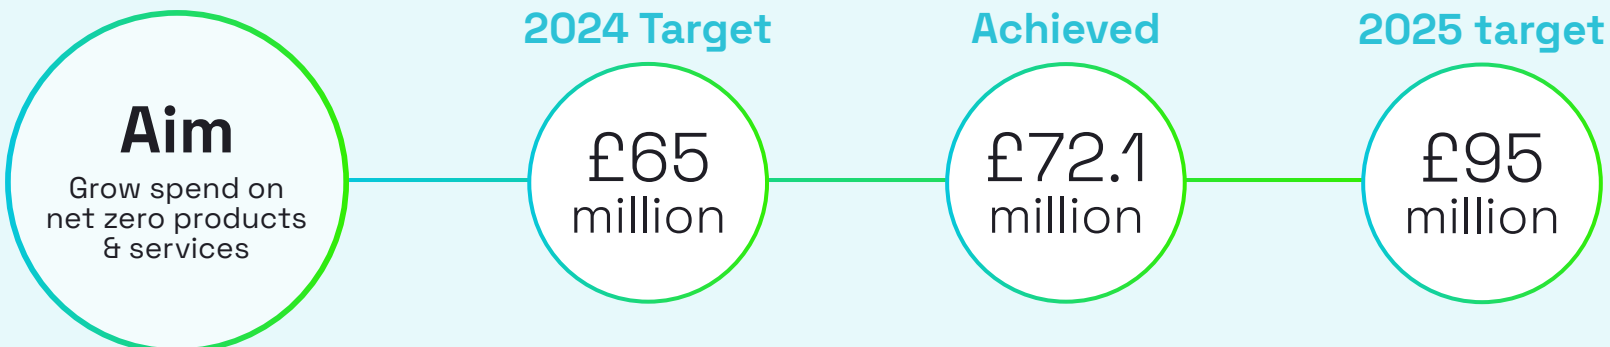 Aim
Grow spend on
net zero products
& services
2024 Target
£65
million
Achieved
£72.1
million
2025 target
£95
million